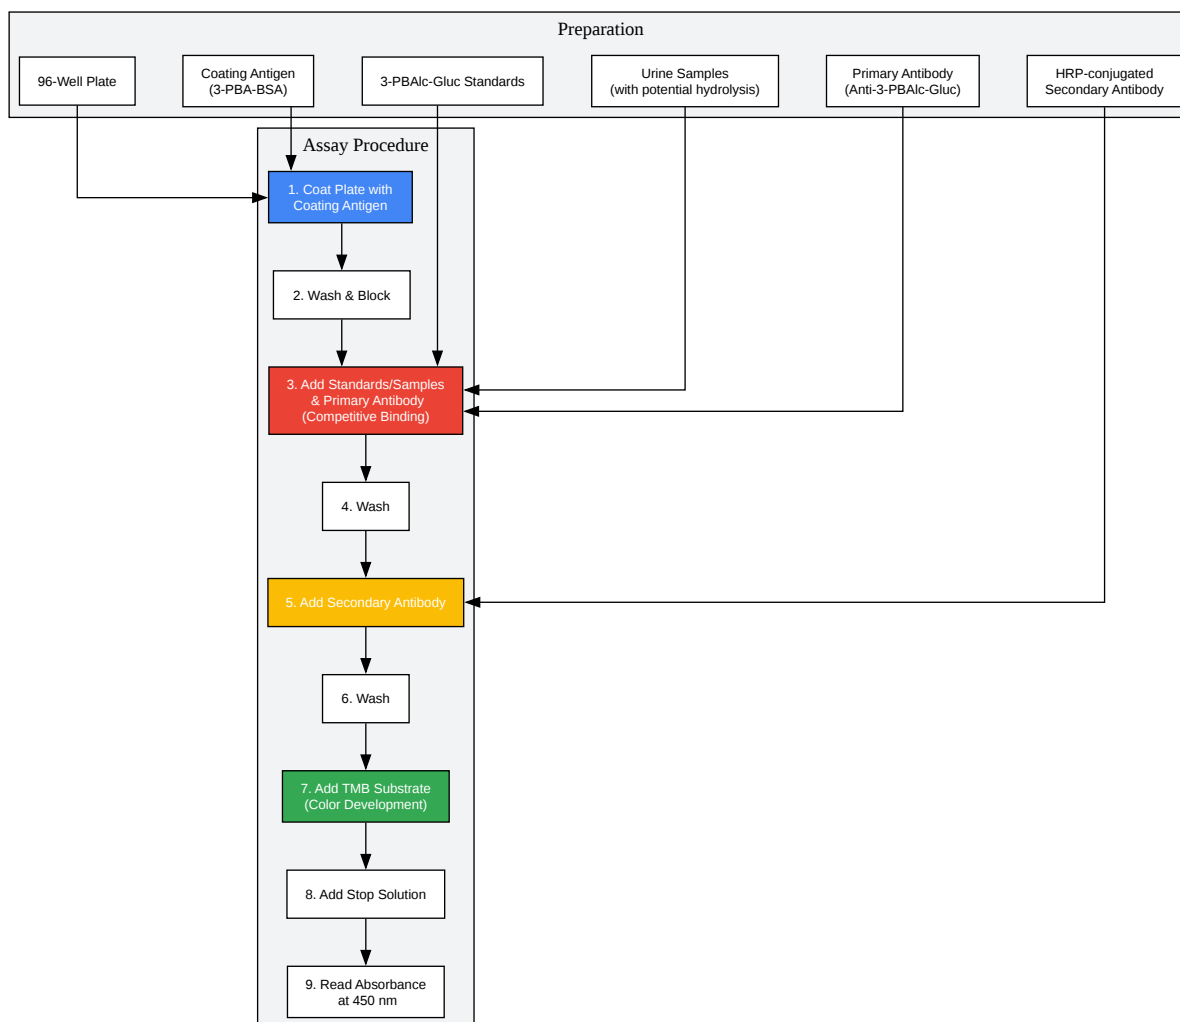 Preparation
96-Well Plate
Coating Antigen
(3-PBA-BSA)
3-PBAlc-Gluc Standards
Urine Samples
(with potential hydrolysis)
Primary Antibody
(Anti-3-PBAlc-Gluc)
HRP-conjugated
Secondary Antibody
Assay Procedure
1. Coat Plate with
Coating Antigen
2. Wash & Block
3. Add Standards/Samples
& Primary Antibody
(Competitive Binding)
4. Wash
5. Add Secondary Antibody
6. Wash
7. Add TMB Substrate
(Color Development)
8. Add Stop Solution
9. Read Absorbance
at 450 nm